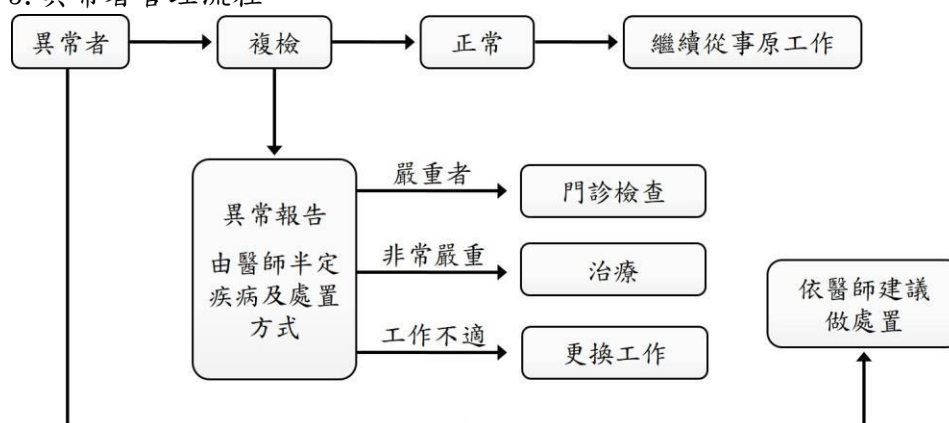 異常者
複檢
正常
繼續從事原工作
異常報告
由醫師半定
疾病及處置
方式
嚴重者
門診檢查
非常嚴重
治療
工作不適
更換工作
依醫師建議
做處置